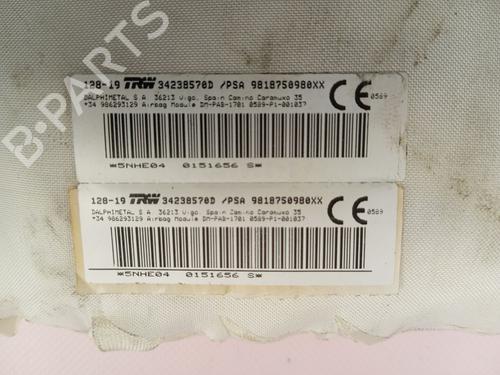 128-19 TRW 34238570D /PSA 9818750980XX
DALPHIMETAL S.A. 36213 Vigo. Spain Camino Caramuxo 35
*34 986293129 Airbag Module DM-PAB-1701 0589-P1-001037
CE 0589
*5NHE04 0151656 S*
128-19 TRW 34238570D /PSA 9818750980XX
DALPHIMETAL S.A. 36213 Vigo. Spain Camino Caramuxo 35
*34 986293129 Airbag Module DM-PAB-1701 0589-P1-001037
CE 0589
*5NHE04 0151656 S*
B-PARTS